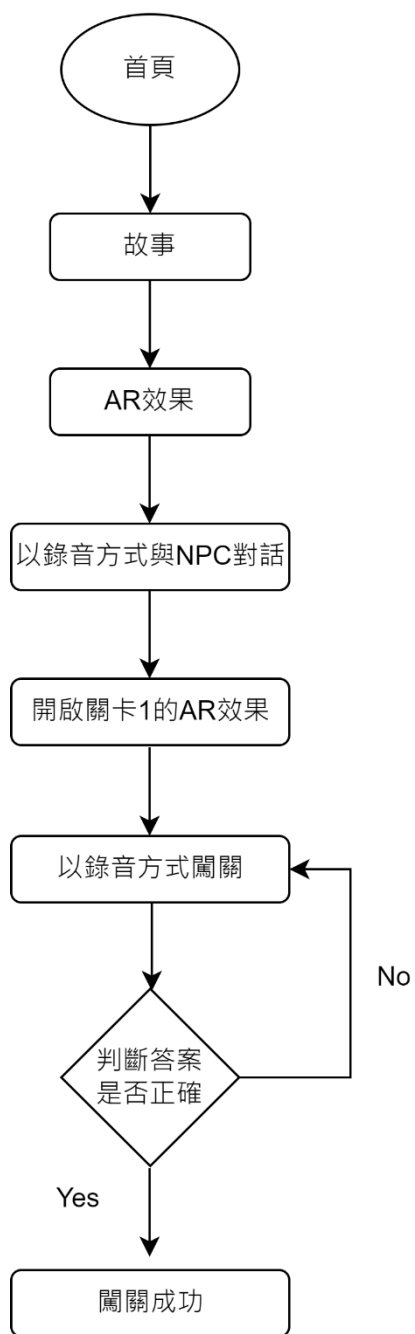 首頁
故事
AR效果
以錄音方式與NPC對話
開啟關卡1的AR效果
以錄音方式闖關
No
判斷答案
是否正確
Yes
闖關成功